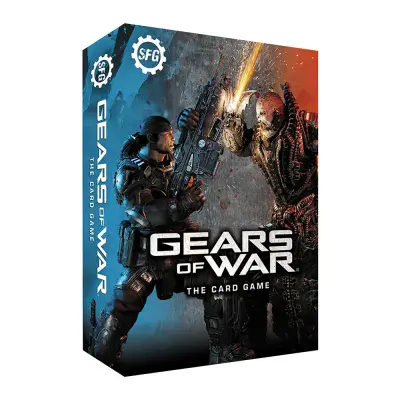 SFG
GEARS OF WAR
THE CARD GAME
SFG
GEARS
OF WAR
THE CARD GAME